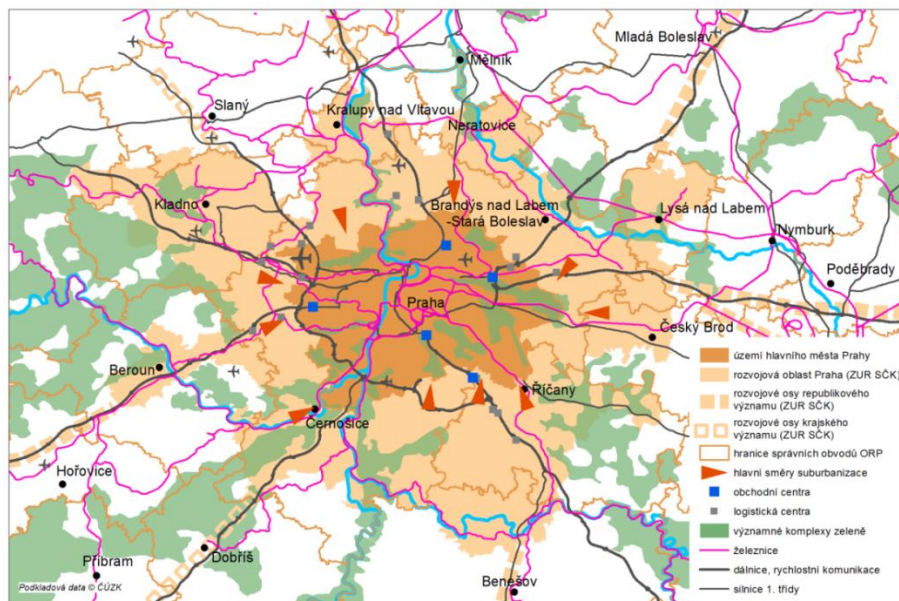 Mladá Boleslav
Mělník
Slaný
Kralupy nad Vltavou
Neratovice
Kladno
Brandýs nad Labem
-Stará Boleslav
Lysá nad Labem
Nymburk
Poděbrady
Praha
Český Brod
Beroun
Říčany
Černošice
Hořovice
Dobříš
Příbram
Benešov
Podkladová data © ČÚZK
území hlavního města Prahy
rozvojová oblast Praha (ZUR SČK)
rozvojové osy republikového
významu (ZUR SČK)
rozvojové osy krajského
významu (ZUR SČK)
hranice správních obvodů ORP
hlavní směry suburbanizace
obchodní centra
logistická centra
významné komplexy zeleně
železnice
dálnice, rychlostní komunikace
silnice 1. třídy